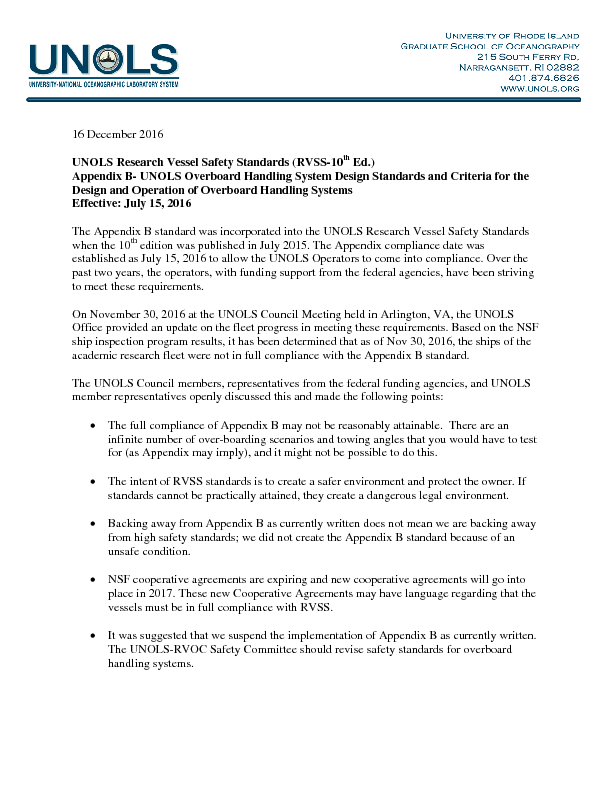 UNOLS
UNIVERSITY-NATIONAL OCEANOGRAPHIC LABORATORY SYSTEM
University of Rhode Island
Graduate School of Oceanography
215 South Ferry Rd.
Narragansett, RI 02882
401.874.6826
www.unols.org
16 December 2016
UNOLS Research Vessel Safety Standards (RVSS-10th Ed.)
Appendix B- UNOLS Overboard Handling System Design Standards and Criteria for the
Design and Operation of Overboard Handling Systems
Effective: July 15, 2016
The Appendix B standard was incorporated into the UNOLS Research Vessel Safety Standards
when the 10th edition was published in July 2015. The Appendix compliance date was
established as July 15, 2016 to allow the UNOLS Operators to come into compliance. Over the
past two years, the operators, with funding support from the federal agencies, have been striving
to meet these requirements.
On November 30, 2016 at the UNOLS Council Meeting held in Arlington, VA, the UNOLS
Office provided an update on the fleet progress in meeting these requirements. Based on the NSF
ship inspection program results, it has been determined that as of Nov 30, 2016, the ships of the
academic research fleet were not in full compliance with the Appendix B standard.
The UNOLS Council members, representatives from the federal funding agencies, and UNOLS
member representatives openly discussed this and made the following points:
• The full compliance of Appendix B may not be reasonably attainable. There are an
infinite number of over-boarding scenarios and towing angles that you would have to test
for (as Appendix may imply), and it might not be possible to do this.
• The intent of RVSS standards is to create a safer environment and protect the owner. If
standards cannot be practically attained, they create a dangerous legal environment.
• Backing away from Appendix B as currently written does not mean we are backing away
from high safety standards; we did not create the Appendix B standard because of an
unsafe condition.
• NSF cooperative agreements are expiring and new cooperative agreements will go into
place in 2017. These new Cooperative Agreements may have language regarding that the
vessels must be in full compliance with RVSS.
• It was suggested that we suspend the implementation of Appendix B as currently written.
The UNOLS-RVOC Safety Committee should revise safety standards for overboard
handling systems.